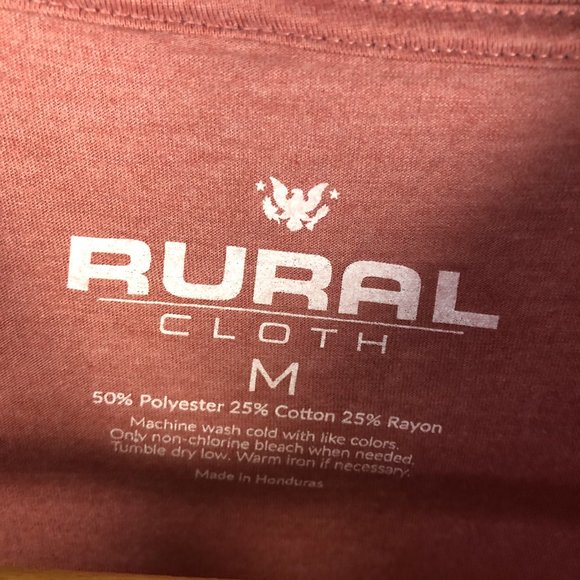 RURAL
CLOTH
M
50% Polyester 25% Cotton 25% Rayon
Machine wash cold with like colors.
Only non-chlorine bleach when needed.
Tumble dry low. Warm iron if necessary.
Made in Honduras